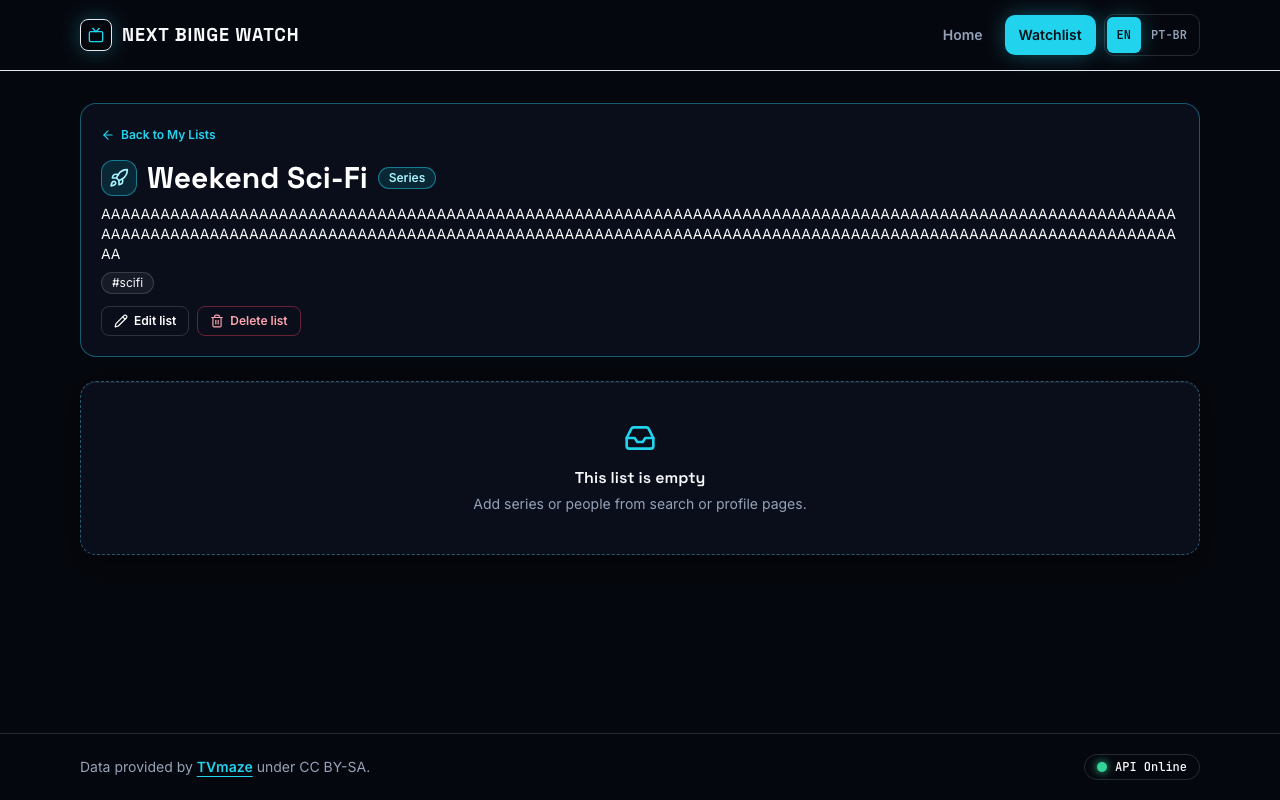 NEXT BINGE WATCH
Home
Watchlist
EN
PT-BR
Back to My Lists
Weekend Sci-Fi
Series
AAAAAAAAAAAAAAAAAAAAAAAAAAAAAAAAAAAAAAAAAAAAAAAAAAAAAAAAAAAAAAAAAAAAAAAAAAAAAAAAAAAAAAAAAAAAAAAAAAAAAAAAAAAAA
AAAAAAAAAAAAAAAAAAAAAAAAAAAAAAAAAAAAAAAAAAAAAAAAAAAAAAAAAAAAAAAAAAAAAAAAAAAAAAAAAAAAAAAAAAAAAAAAAAAAAAAAAAAAA
AA
#scifi
Edit list
Delete list
This list is empty
Add series or people from search or profile pages.
Data provided by TVmaze under CC BY-SA.
API Online